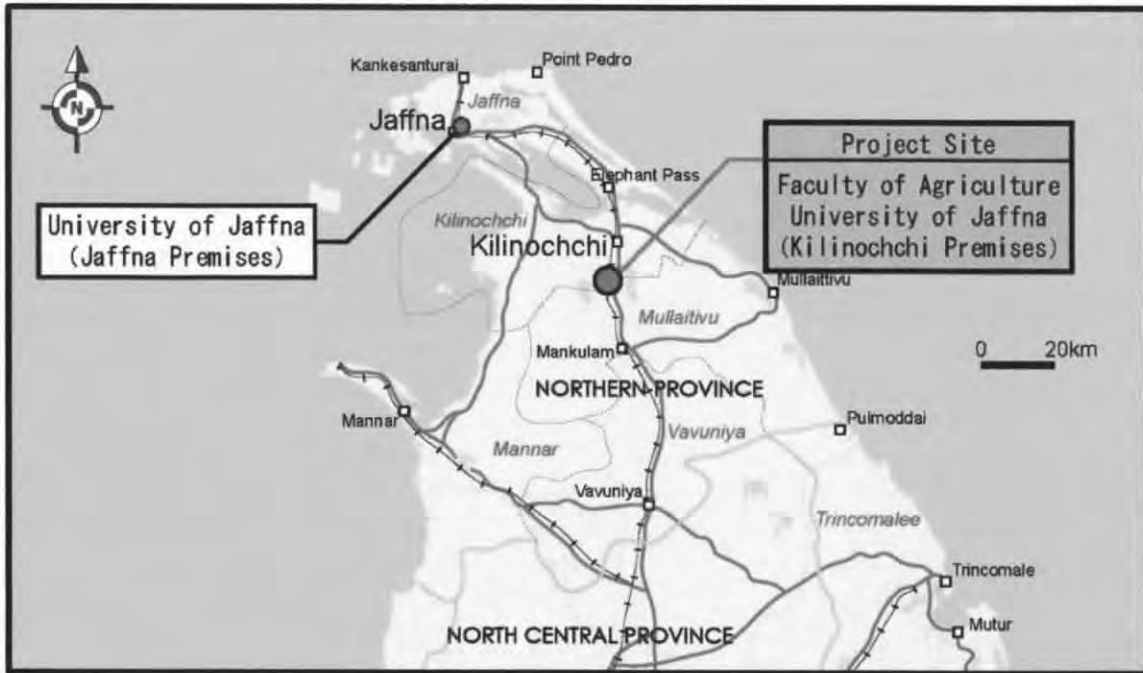 Point Pedro
Kankesanturai
N
Jaffna
Jaffna
Project Site
Faculty of Agriculture
University of Jaffna
(Kilinochchi Premises)
Elephant Pass
University of Jaffna
(Jaffna Premises)
Kilinochchi
Kilinochchi
Mullaittivu
Mullaitivu
Mankulam
0 20km
NORTHERN PROVINCE
Mannar
Pulmoddai
Vavuniya
Mannar
Vavuniya
Trincomalee
Trincomale
NORTH CENTRAL PROVINCE
Mutur